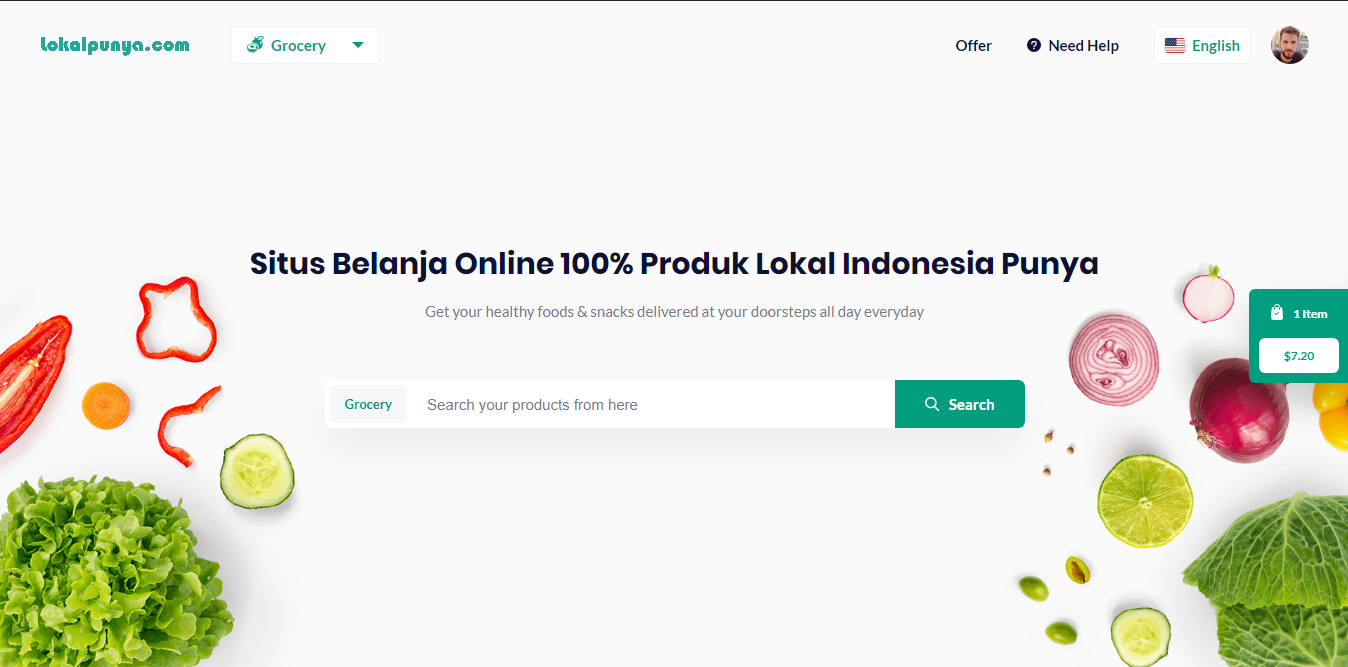 Lokalpunya.com
Grocery
Offer
Need Help
English
Situs Belanja Online 100% Produk Lokal Indonesia Punya
Get your healthy foods & snacks delivered at your doorsteps all day everyday
1 Item
$7.20
Grocery
Search your products from here
Search